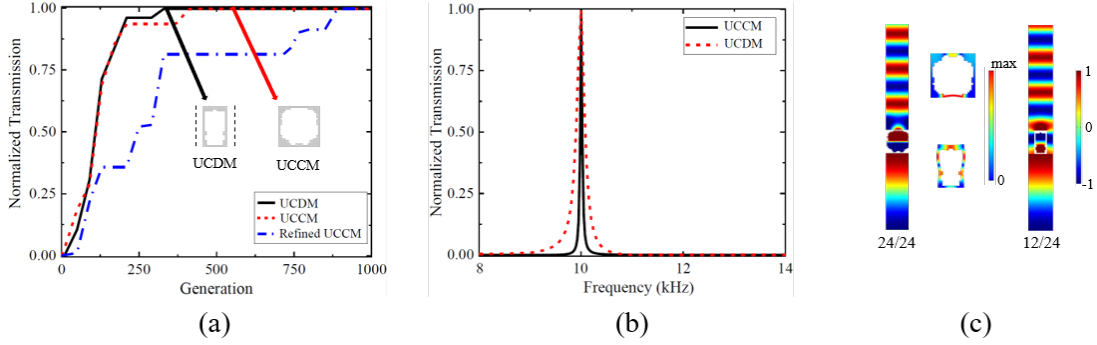 Normalized Transmission
1.00
0.75
0.50
0.25
0.00
UCDM
UCCM
UCDM
UCCM
Refined UCCM
0 250 500 750 1000
Generation
(a)
Normalized Transmission
1.00
0.75
0.50
0.25
0.00
UCCM
UCDM
8 10 12 14
Frequency (kHz)
(b)
max
0
1
0
-1
24/24
12/24
(c)